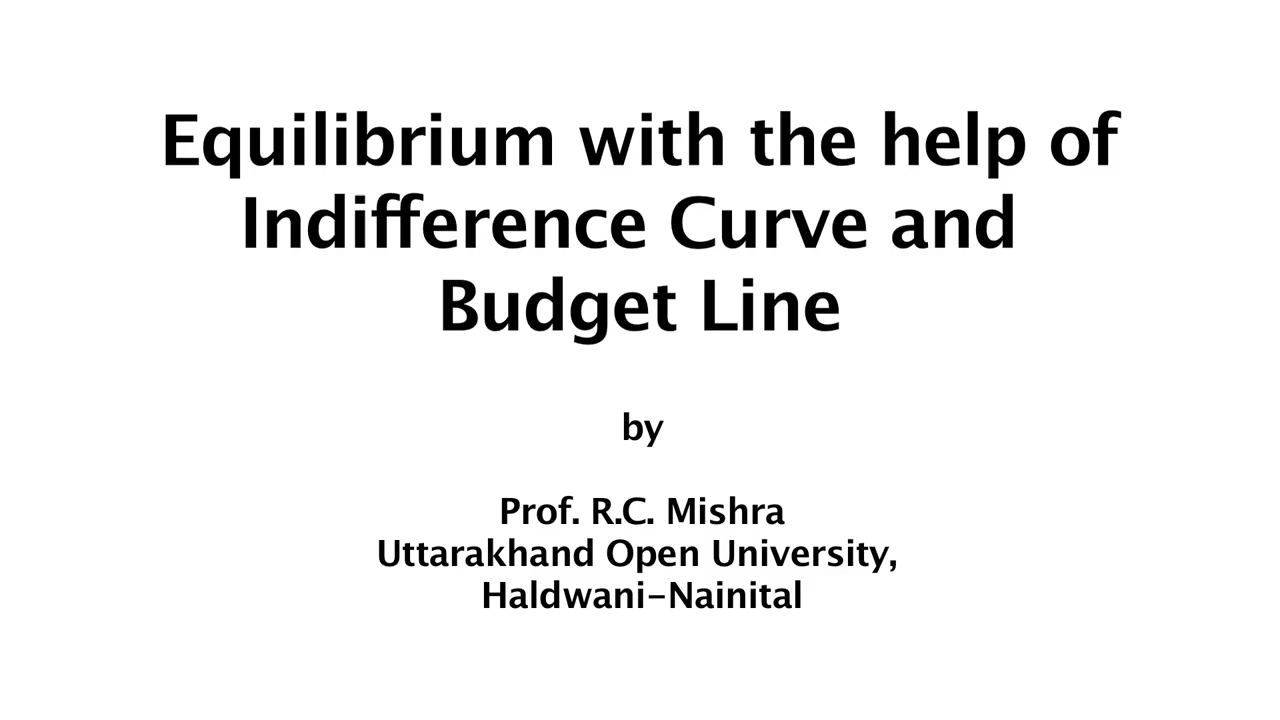 Equilibrium with the help of
Indifference Curve and
Budget Line
by
Prof. R.C. Mishra
Uttarakhand Open University,
Haldwani-Nainital